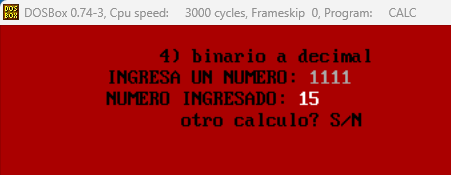 DOSBox 0.74-3, Cpu speed: 3000 cycles, Frameskip 0, Program: CALC
4) binario a decimal
INGRESA UN NUMERO: 1111
NUMERO INGRESADO: 15
otro calculo? S/N